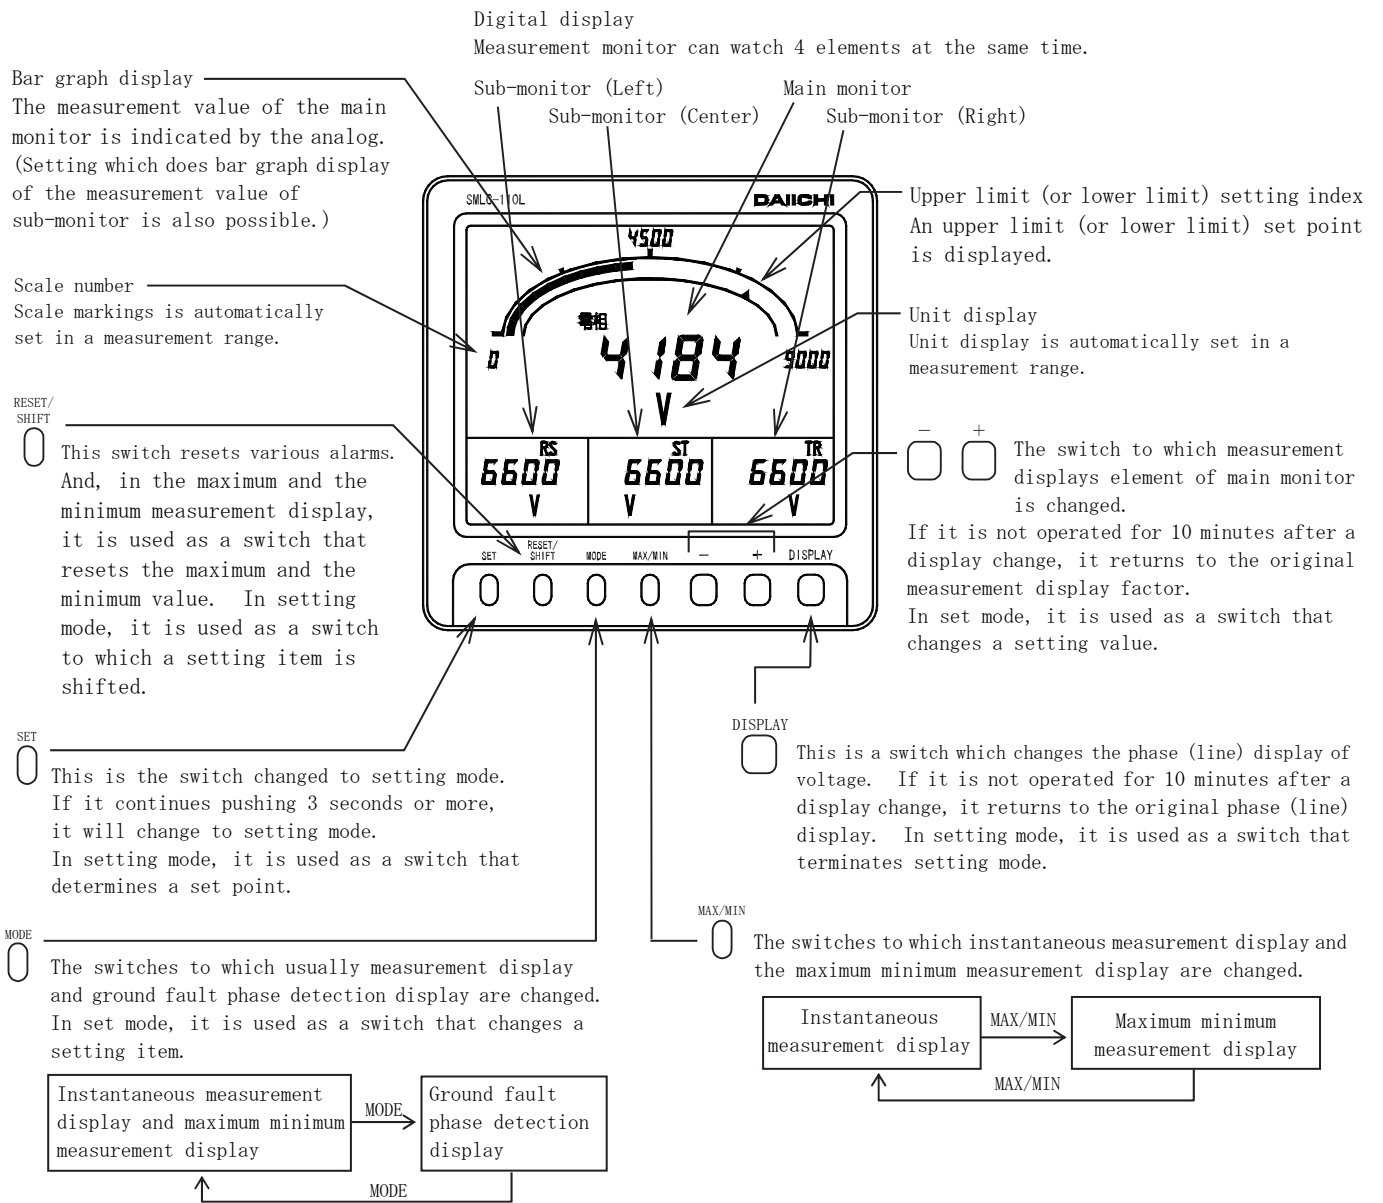 Digital display
Measurement monitor can watch 4 elements at the same time.
Sub-monitor (Left)
Main monitor
Sub-monitor (Center)
Sub-monitor (Right)
Bar graph display
The measurement value of the main
monitor is indicated by the analog.
(Setting which does bar graph display
of the measurement value of
sub-monitor is also possible.)
Scale number
Scale markings is automatically
set in a measurement range.
SMLC-110L
DAIICHI
4500
零相
0
4184
9000
V
RS
6600
V
ST
6600
V
TR
6600
V
SET
RESET/
SHIFT
MODE
MAX/MIN
−
+
DISPLAY
Upper limit (or lower limit) setting index
An upper limit (or lower limit) set point
is displayed.
Unit display
Unit display is automatically set in a
measurement range.
− +
The switch to which measurement
displays element of main monitor
is changed.
If it is not operated for 10 minutes after a
display change, it returns to the original
measurement display factor.
In set mode, it is used as a switch that
changes a setting value.
RESET/
SHIFT
This switch resets various alarms.
And, in the maximum and the
minimum measurement display,
it is used as a switch that
resets the maximum and the
minimum value. In setting
mode, it is used as a switch
to which a setting item is
shifted.
SET
This is the switch changed to setting mode.
If it continues pushing 3 seconds or more,
it will change to setting mode.
In setting mode, it is used as a switch that
determines a set point.
DISPLAY
This is a switch which changes the phase (line) display of
voltage. If it is not operated for 10 minutes after a
display change, it returns to the original phase (line)
display. In setting mode, it is used as a switch that
terminates setting mode.
MODE
The switches to which usually measurement display
and ground fault phase detection display are changed.
In set mode, it is used as a switch that changes a
setting item.
Instantaneous measurement
display and maximum minimum
measurement display
MODE
Ground fault
phase detection
display
MODE
MAX/MIN
The switches to which instantaneous measurement display and
the maximum minimum measurement display are changed.
Instantaneous
measurement display
MAX/MIN
Maximum minimum
measurement display
MAX/MIN